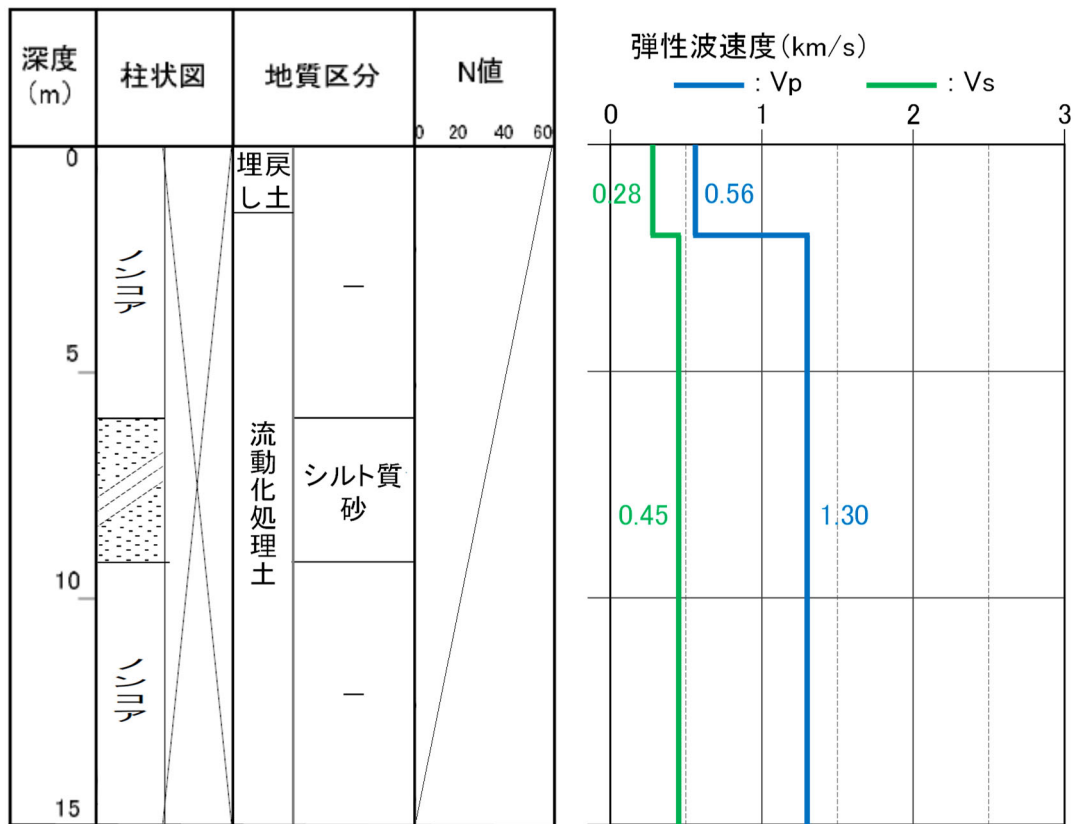 深度
(m)
柱状図
地質区分
N値
0 20 40 60
弾性波速度(km/s)
: Vp
: Vs
0 1 2 3
0
5
10
15
ノンコア
ノンコア
埋戻
し土
流動化処理土
—
シルト質
砂
—
0.28
0.56
0.45
1.30